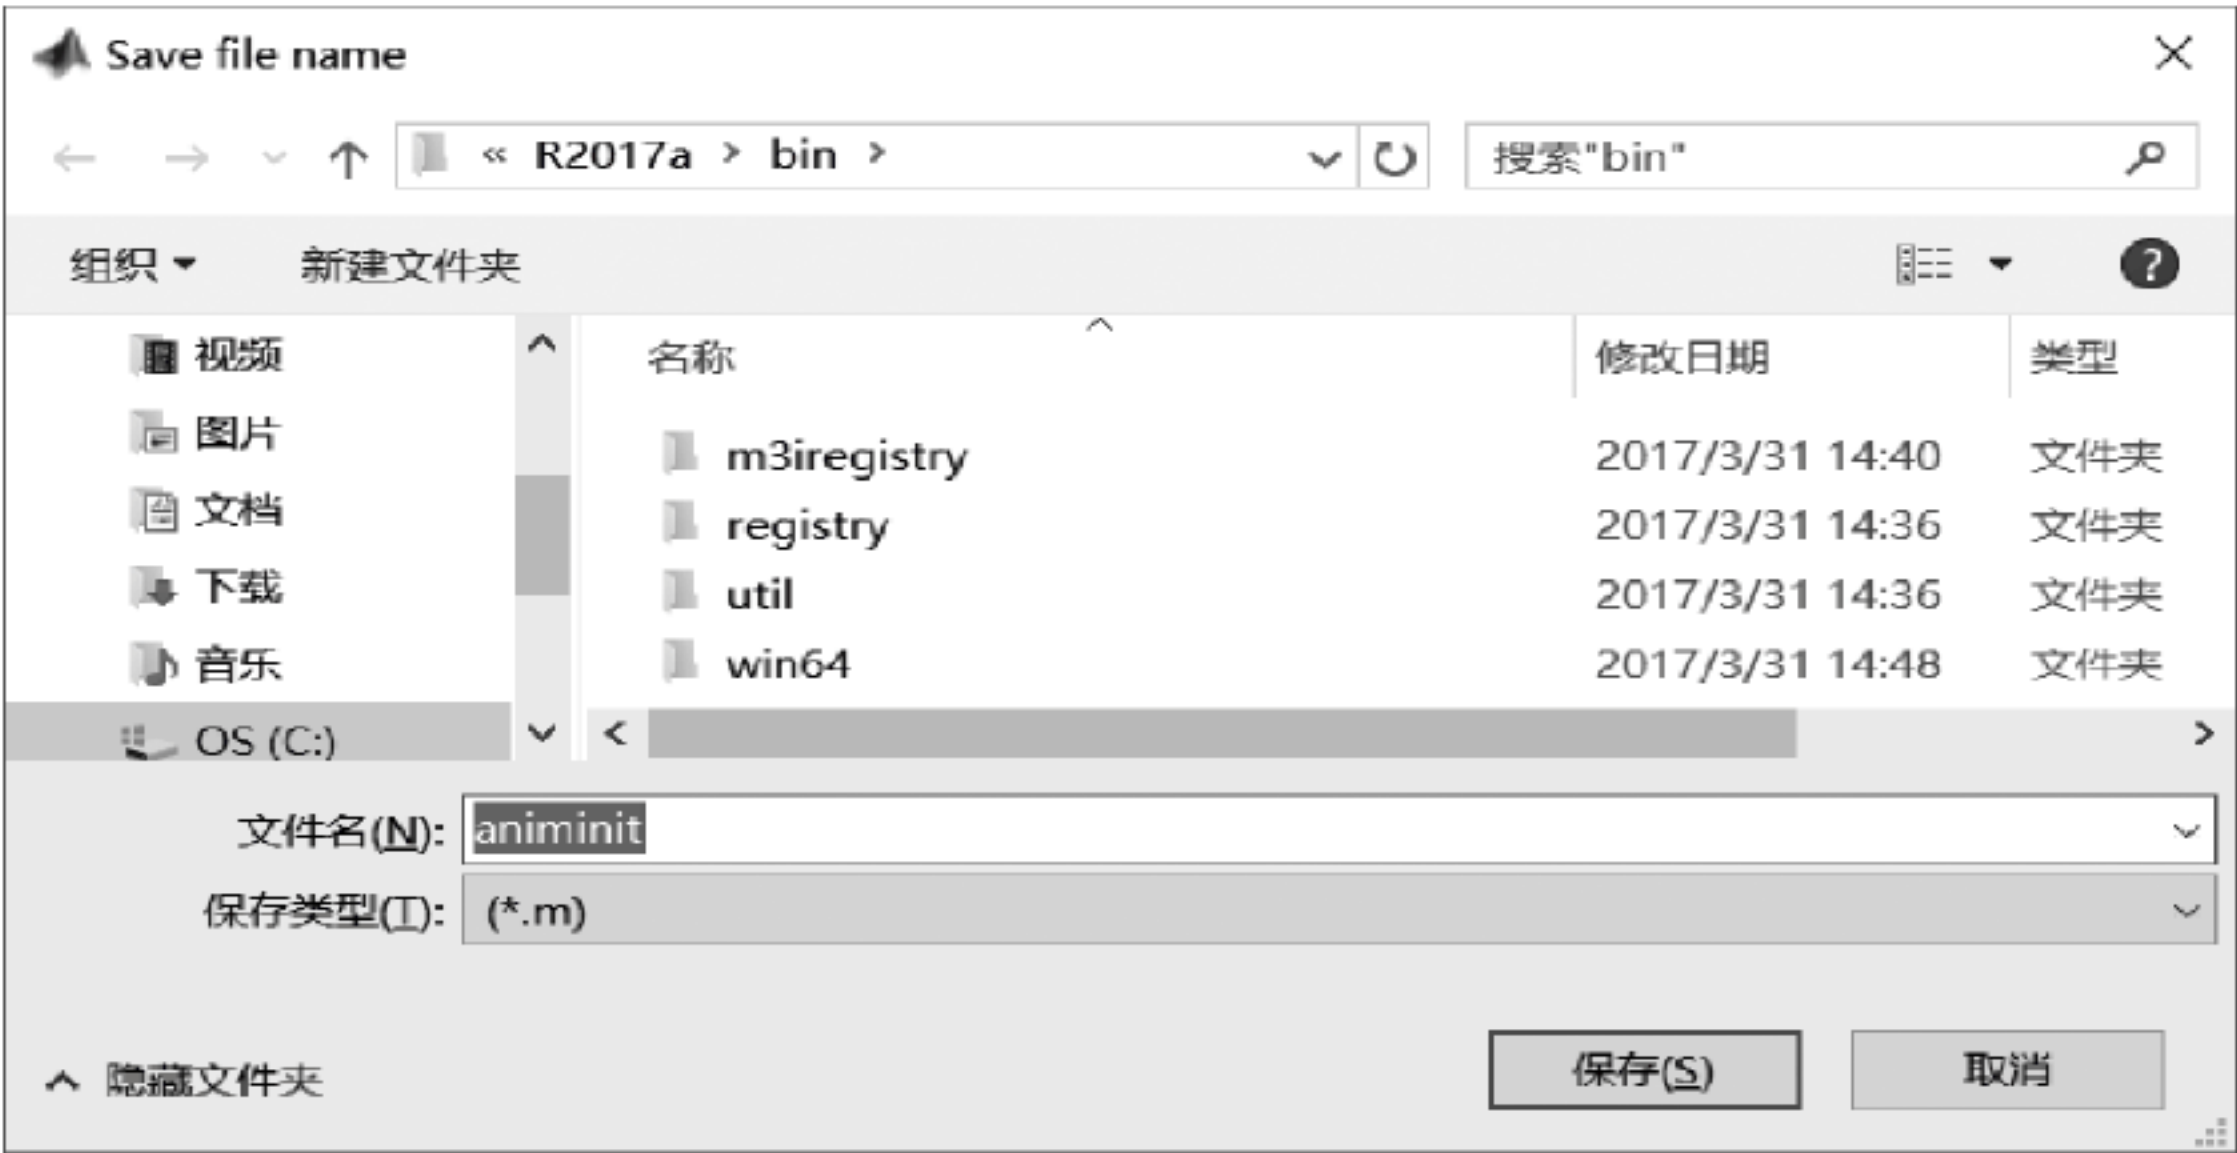 Save file name
« R2017a > bin >
搜索"bin"
组织 新建文件夹
视频
图片
文档
下载
音乐
OS (C:)
名称 修改日期 类型
m3iregistry 2017/3/31 14:40 文件夹
registry 2017/3/31 14:36 文件夹
util 2017/3/31 14:36 文件夹
win64 2017/3/31 14:48 文件夹
文件名(N): animinit
保存类型(T): (*.m)
隐藏文件夹
保存(S) 取消